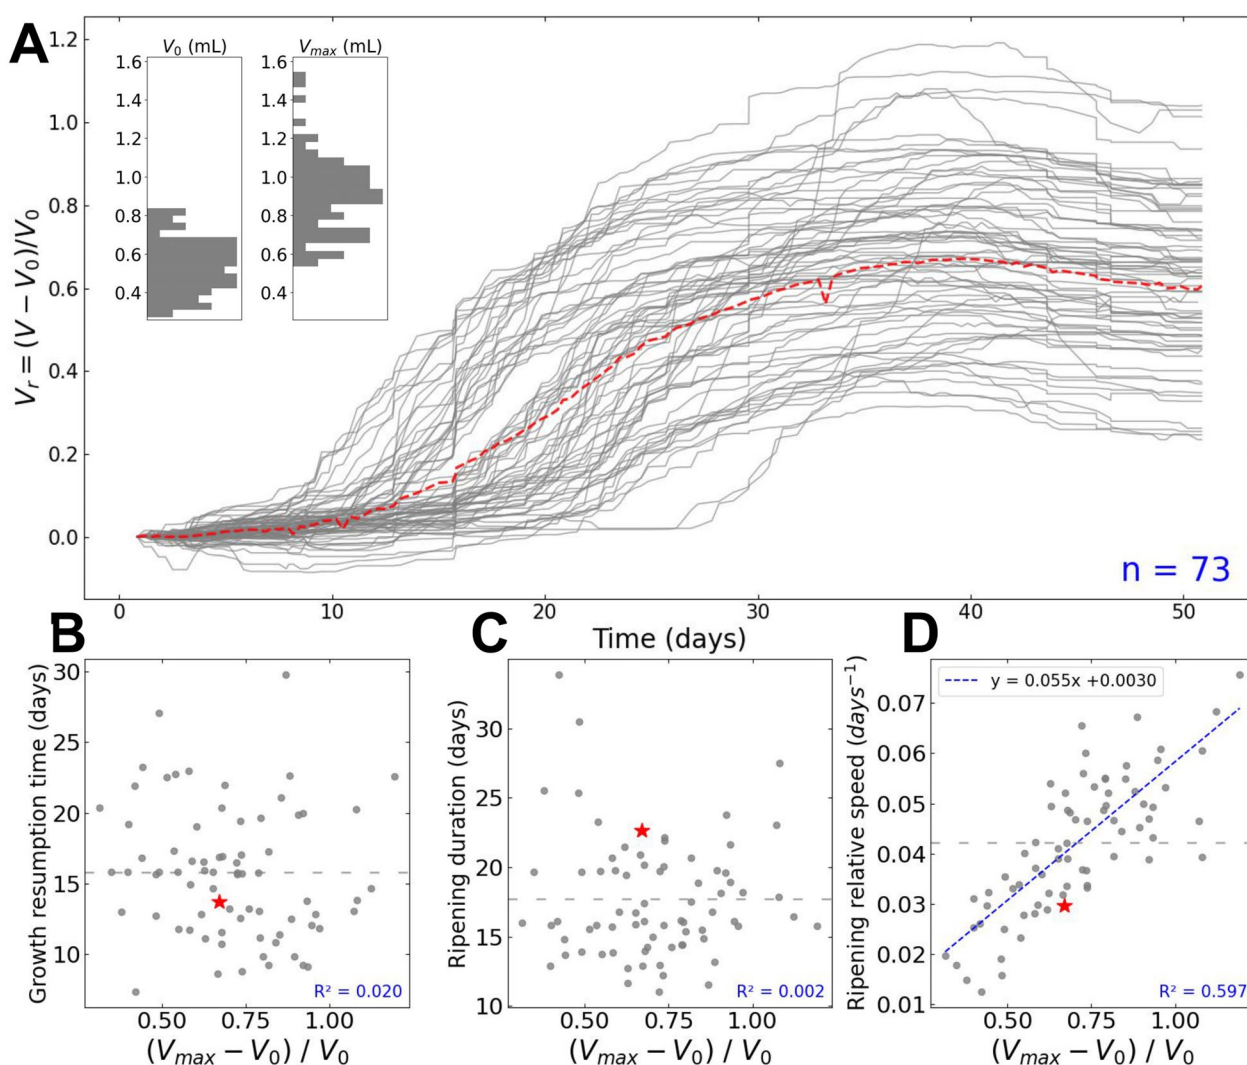 A
V₀ (mL)
1.6
1.4
1.2
1.0
0.8
0.6
0.4
V_max (mL)
1.6
1.4
1.2
1.0
0.8
0.6
0.4
V_r = (V − V₀)/V₀
1.2
1.0
0.8
0.6
0.4
0.2
0.0
n = 73
0 10 20 30 40 50
Time (days)
B
Growth resumption time (days)
30
25
20
15
10
R² = 0.020
0.50 0.75 1.00
(V_max − V₀) / V₀
C
Ripening duration (days)
30
25
20
15
10
R² = 0.002
0.50 0.75 1.00
(V_max − V₀) / V₀
D
Ripening relative speed (days⁻¹)
y = 0.055x +0.0030
0.07
0.06
0.05
0.04
0.03
0.02
0.01
R² = 0.597
0.50 0.75 1.00
(V_max − V₀) / V₀